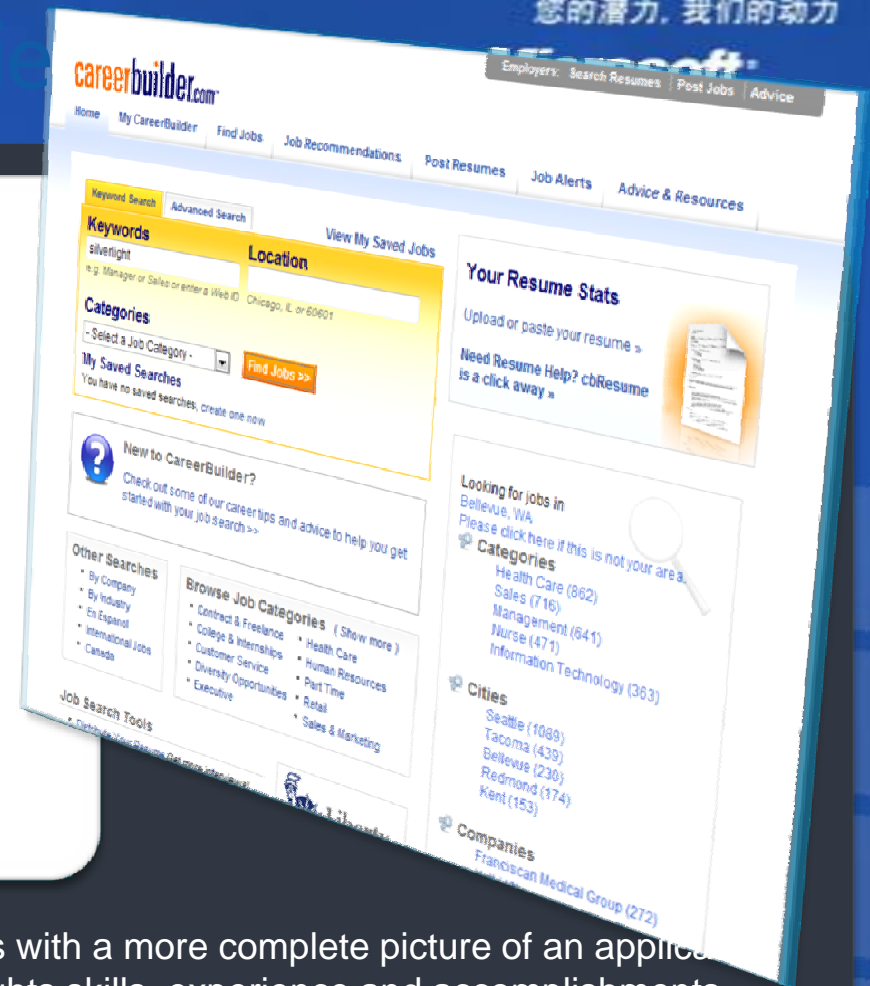 您的潜力, 我们的动力
Microsoft
careerbuilder.com
Employers: Search Resumes | Post Jobs | Advice
Home My CareerBuilder Find Jobs Job Recommendations Post Resumes Job Alerts Advice & Resources
Keyword Search Advanced Search
View My Saved Jobs
Keywords
Location
silverlight
e.g. Manager or Sales or enter a Web ID
Chicago, IL or 60601
Categories
- Select a Job Category -
Find Jobs >>
My Saved Searches
You have no saved searches, create one now
New to CareerBuilder?
Check out some of our career tips and advice to help you get
started with your job search >>
Other Searches
By Company
By Industry
En Espanol
International Jobs
Canada
Browse Job Categories ( Show more )
Contract & Freelance
College & Internships
Customer Service
Diversity Opportunities
Executive
Health Care
Human Resources
Part Time
Retail
Sales & Marketing
Job Search Tools
Distribute Your Resume
Your Resume Stats
Upload or paste your resume »
Need Resume Help? cbResume
is a click away »
Looking for jobs in
Bellevue, WA
Please click here if this is not your area.
Categories
Health Care (862)
Sales (716)
Management (641)
Nurse (471)
Information Technology (363)
Cities
Seattle (1089)
Tacoma (439)
Bellevue (230)
Redmond (174)
Kent (153)
Companies
Franciscan Medical Group (272)
with a more complete picture of an
skills, experience and accomplishments